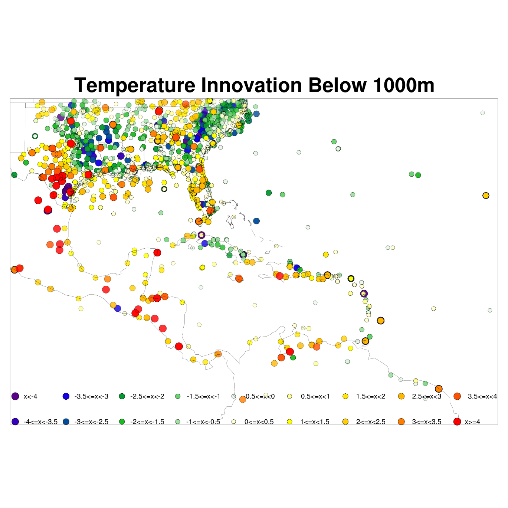 Temperature Innovation Below 1000m
x<-4 -3.5<=x<-3 -2.5<=x<-2 -1.5<=x<-1 -0.5<=x<0 0.5<=x<1 1.5<=x<2 2.5<=x<3 3.5<=x<4
-4<=x<-3.5 -3<=x<-2.5 -2<=x<-1.5 -1<=x<-0.5 0<=x<0.5 1<=x<1.5 2<=x<2.5 3<=x<3.5 x>=4